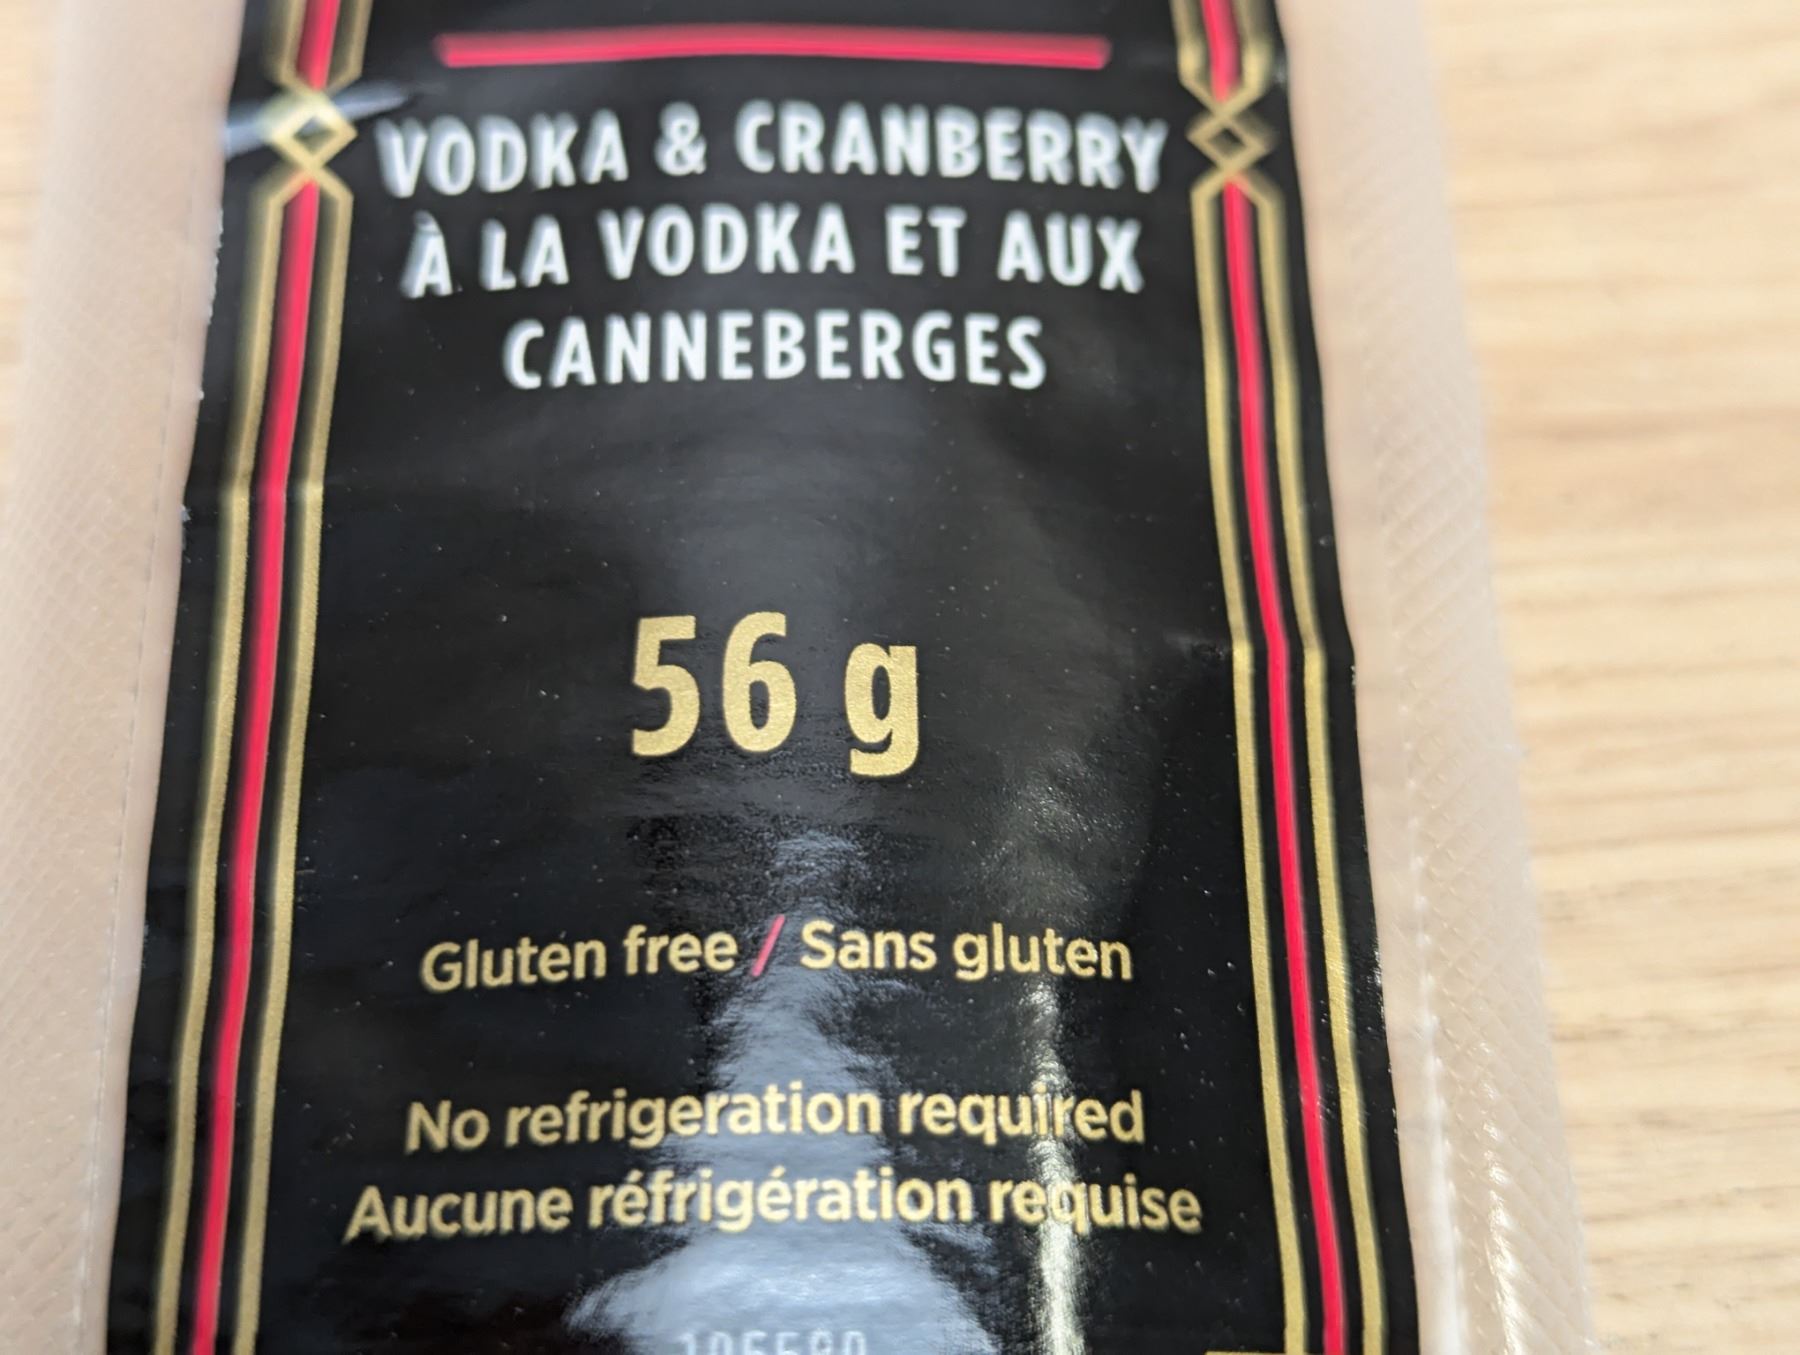 VODKA & CRANBERRY
À LA VODKA ET AUX
CANNEBERGES
56 g
Gluten free / Sans gluten
No refrigeration required
Aucune réfrigération requise